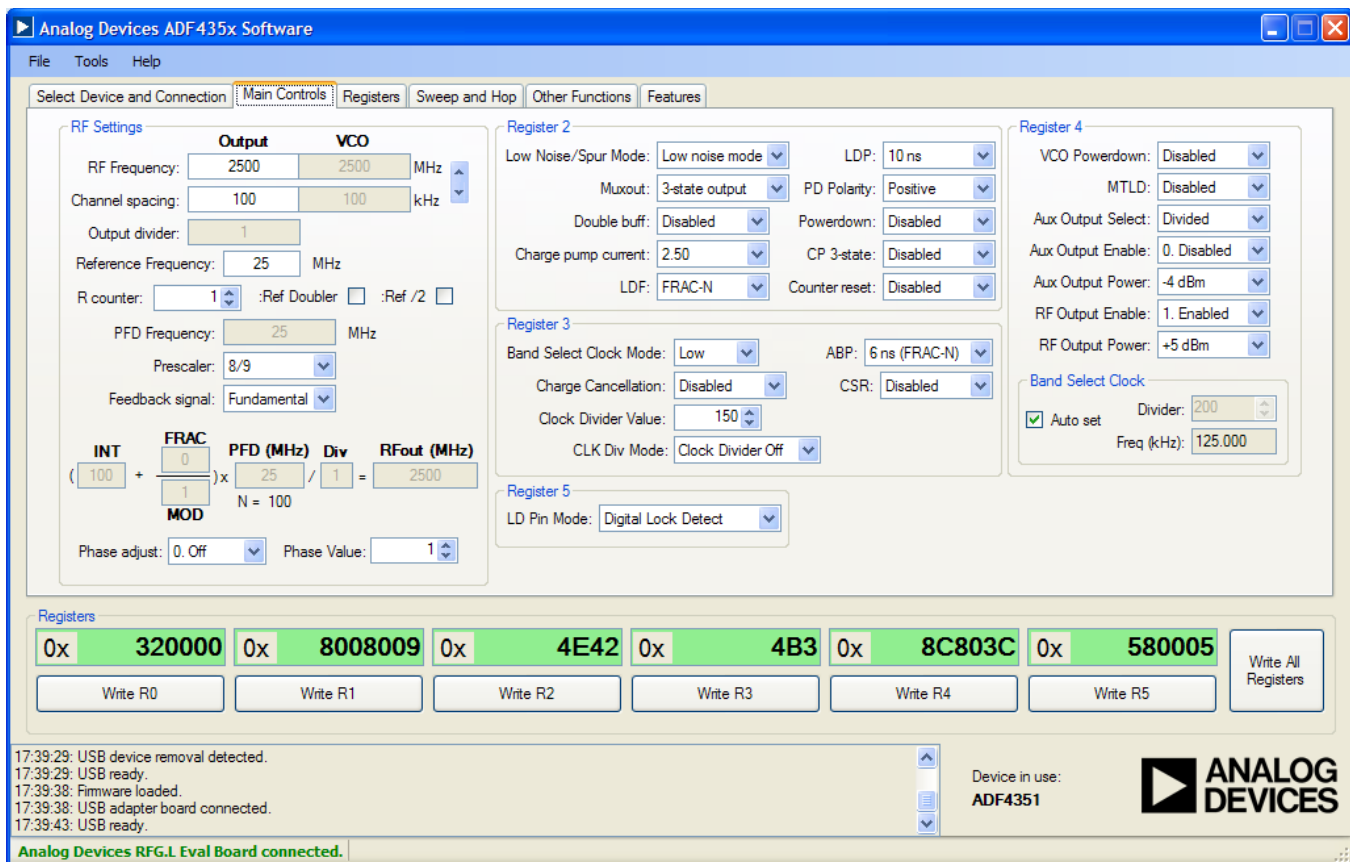 Analog Devices ADF435x Software
File Tools Help
Select Device and Connection Main Controls Registers Sweep and Hop Other Functions Features
RF Settings
Output VCO
RF Frequency: 2500 2500 MHz
Channel spacing: 100 100 kHz
Output divider: 1
Reference Frequency: 25 MHz
R counter: 1 :Ref Doubler :Ref /2
PFD Frequency: 25 MHz
Prescaler: 8/9
Feedback signal: Fundamental
INT FRAC PFD (MHz) Div RFout (MHz)
( 100 + 0 / 1 ) x 25 / 1 = 2500
MOD N = 100
Phase adjust: 0. Off Phase Value: 1
Register 2
Low Noise/Spur Mode: Low noise mode LDP: 10 ns
Muxout: 3-state output PD Polarity: Positive
Double buff: Disabled Powerdown: Disabled
Charge pump current: 2.50 CP 3-state: Disabled
LDF: FRAC-N Counter reset: Disabled
Register 3
Band Select Clock Mode: Low ABP: 6 ns (FRAC-N)
Charge Cancellation: Disabled CSR: Disabled
Clock Divider Value: 150
CLK Div Mode: Clock Divider Off
Register 5
LD Pin Mode: Digital Lock Detect
Register 4
VCO Powerdown: Disabled
MTLD: Disabled
Aux Output Select: Divided
Aux Output Enable: 0. Disabled
Aux Output Power: -4 dBm
RF Output Enable: 1. Enabled
RF Output Power: +5 dBm
Band Select Clock
Auto set Divider: 200
Freq (kHz): 125.000
Registers
0x 320000 0x 8008009 0x 4E42 0x 4B3 0x 8C803C 0x 580005
Write R0 Write R1 Write R2 Write R3 Write R4 Write R5 Write All Registers
17:39:29: USB device removal detected.
17:39:29: USB ready.
17:39:38: Firmware loaded.
17:39:38: USB adapter board connected.
17:39:43: USB ready.
Device in use:
ADF4351
ANALOG
DEVICES
Analog Devices RFG.L Eval Board connected.